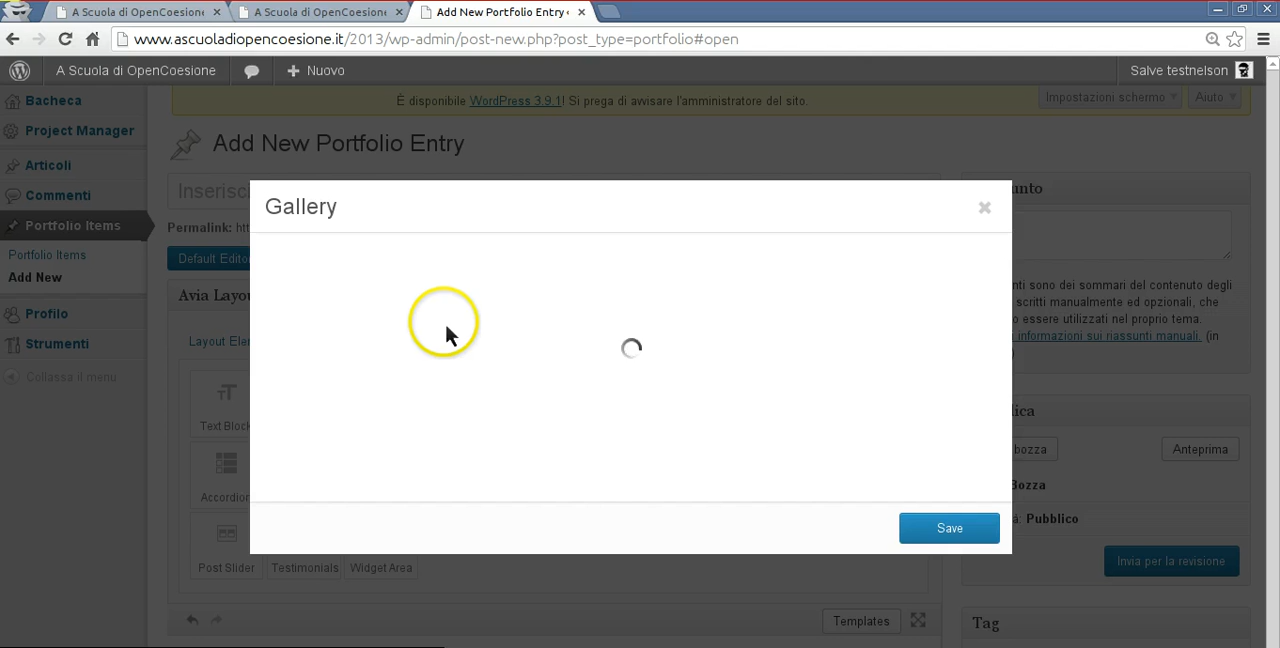 A Scuola di OpenCoesione
A Scuola di OpenCoesione
Add New Portfolio Entry
www.ascuoladiopencoesione.it/2013/wp-admin/post-new.php?post_type=portfolio#open
A Scuola di OpenCoesione
Nuovo
Salve testnelson
Bacheca
Project Manager
Articoli
Commenti
Portfolio Items
Portfolio Items
Add New
Profilo
Strumenti
Collassa il menu
È disponibile WordPress 3.9.1! Si prega di avvisare l'amministratore del sito.
Impostazioni schermo
Aiuto
Add New Portfolio Entry
Inserisc
Permalink: ht
Default Edito
Avia Layou
Layout Ele
Text Block
Accordion
Post Slider
Testimonials
Widget Area
Templates
Gallery
Save
unto
nti sono dei sommari del contenuto degli
scritti manualmente ed opzionali, che
o essere utilizzati nel proprio tema.
informazioni sui riassunti manuali. (in
)
lica
bozza
Anteprima
Bozza
à: Pubblico
Invia per la revisione
Tag